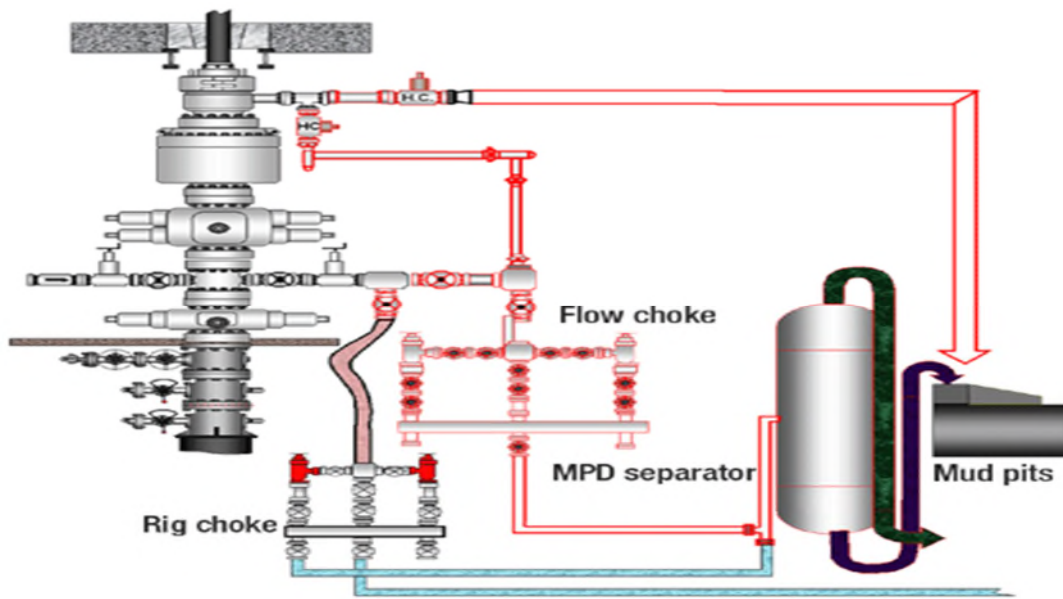 H.C.
HC
Flow choke
MPD separator
Mud pits
Rig choke